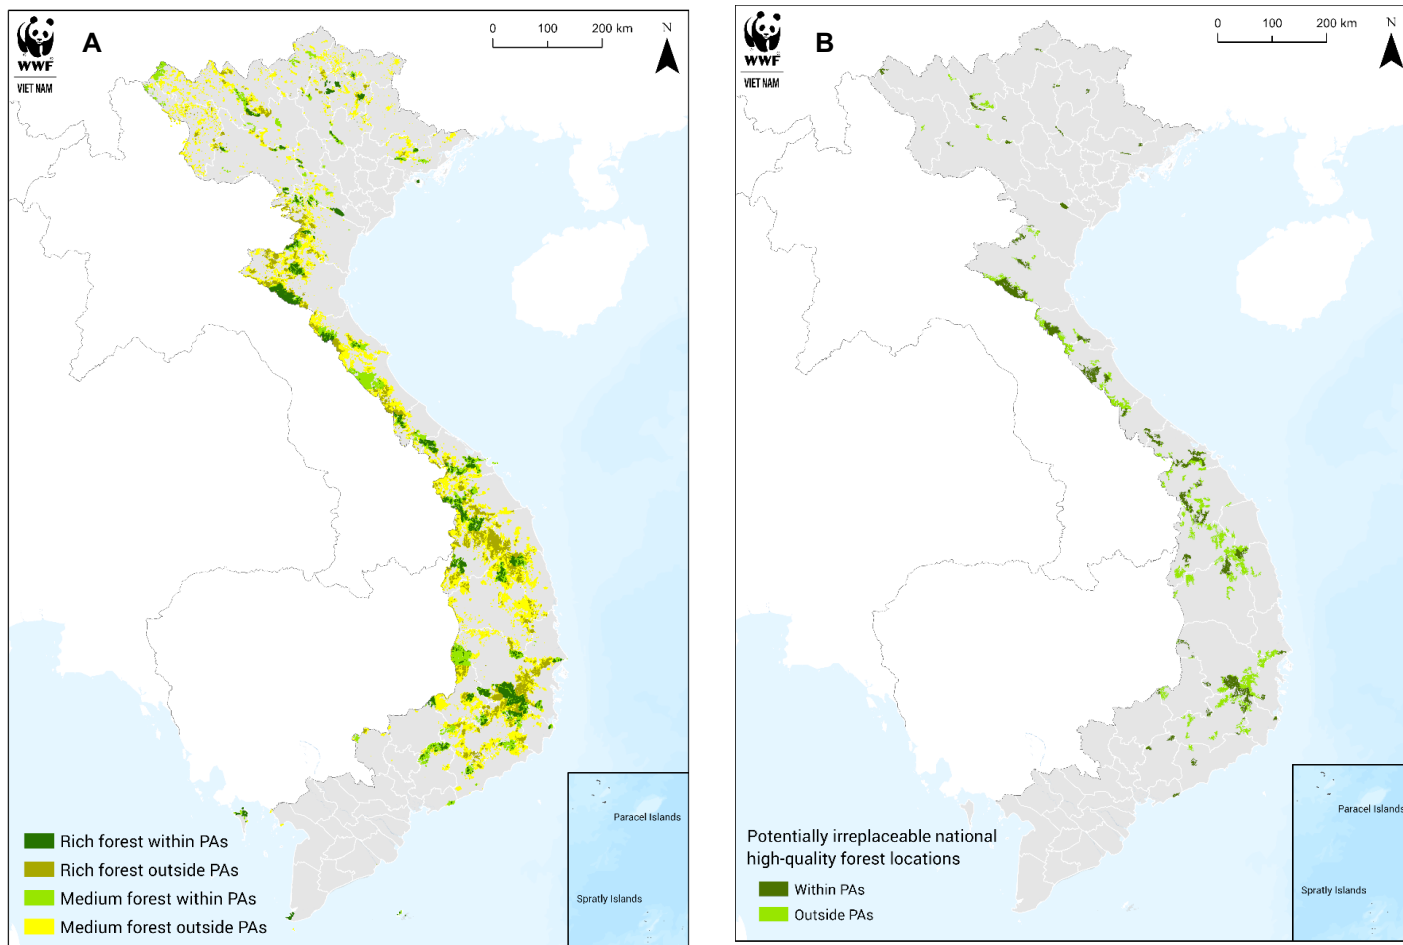 A
WWF
VIET NAM
0 100 200 km
N
Paracel Islands
Spratly Islands
Rich forest within PAs
Rich forest outside PAs
Medium forest within PAs
Medium forest outside PAs
B
WWF
VIET NAM
0 100 200 km
N
Potentially irreplaceable national
high-quality forest locations
Within PAs
Outside PAs
Paracel Islands
Spratly Islands